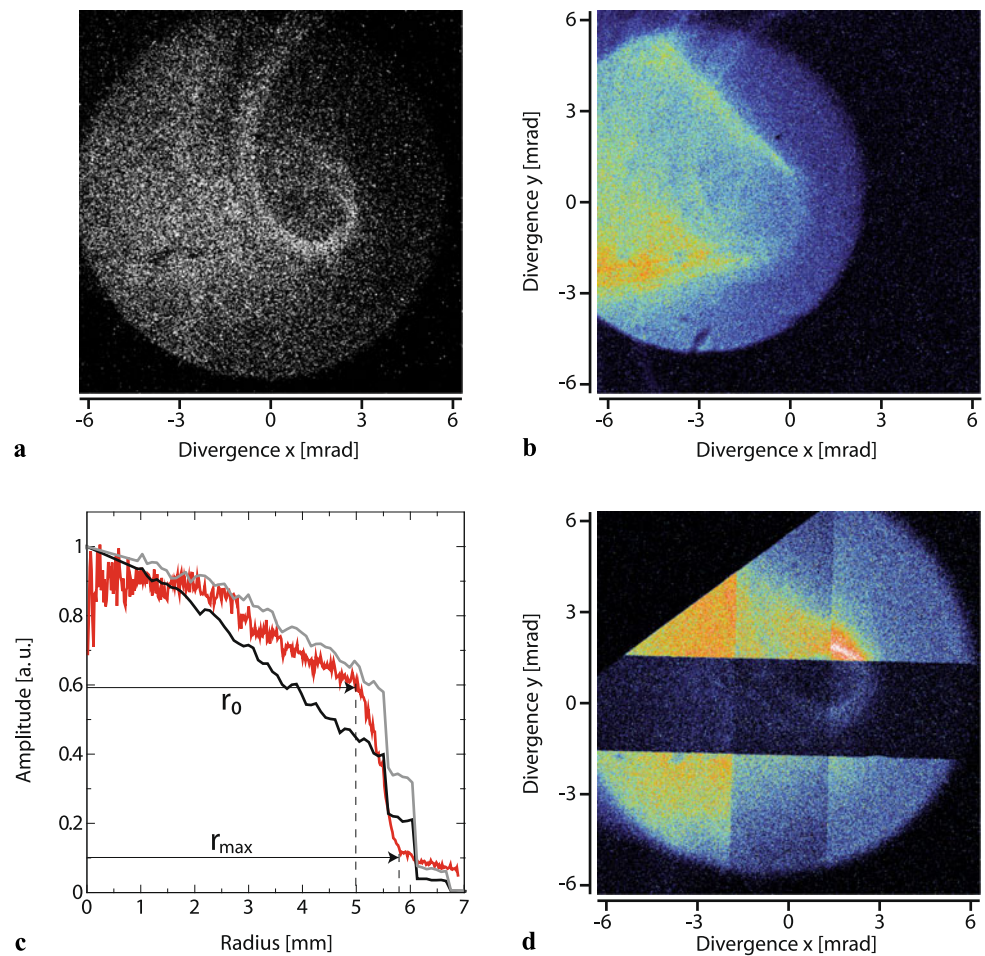 a
-6 -3 0 3 6
Divergence x [mrad]
b
6
3
0
-3
-6
Divergence y [mrad]
-6 -3 0 3 6
Divergence x [mrad]
c
1
0.8
0.6
0.4
0.2
0
Amplitude [a. u.]
r0
rmax
0 1 2 3 4 5 6 7
Radius [mm]
d
6
3
0
-3
-6
Divergence y [mrad]
-6 -3 0 3 6
Divergence x [mrad]